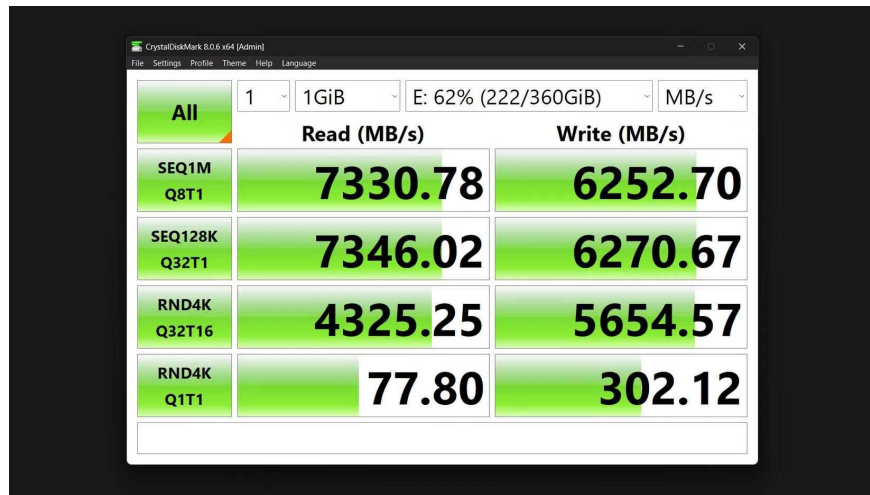 CrystalDiskMark 8.0.6 x64 [Admin]
File Settings Profile Theme Help Language
All
1 1GiB E: 62% (222/360GiB) MB/s
Read (MB/s) Write (MB/s)
SEQ1M
Q8T1
7330.78 6252.70
SEQ128K
Q32T1
7346.02 6270.67
RND4K
Q32T16
4325.25 5654.57
RND4K
Q1T1
77.80 302.12